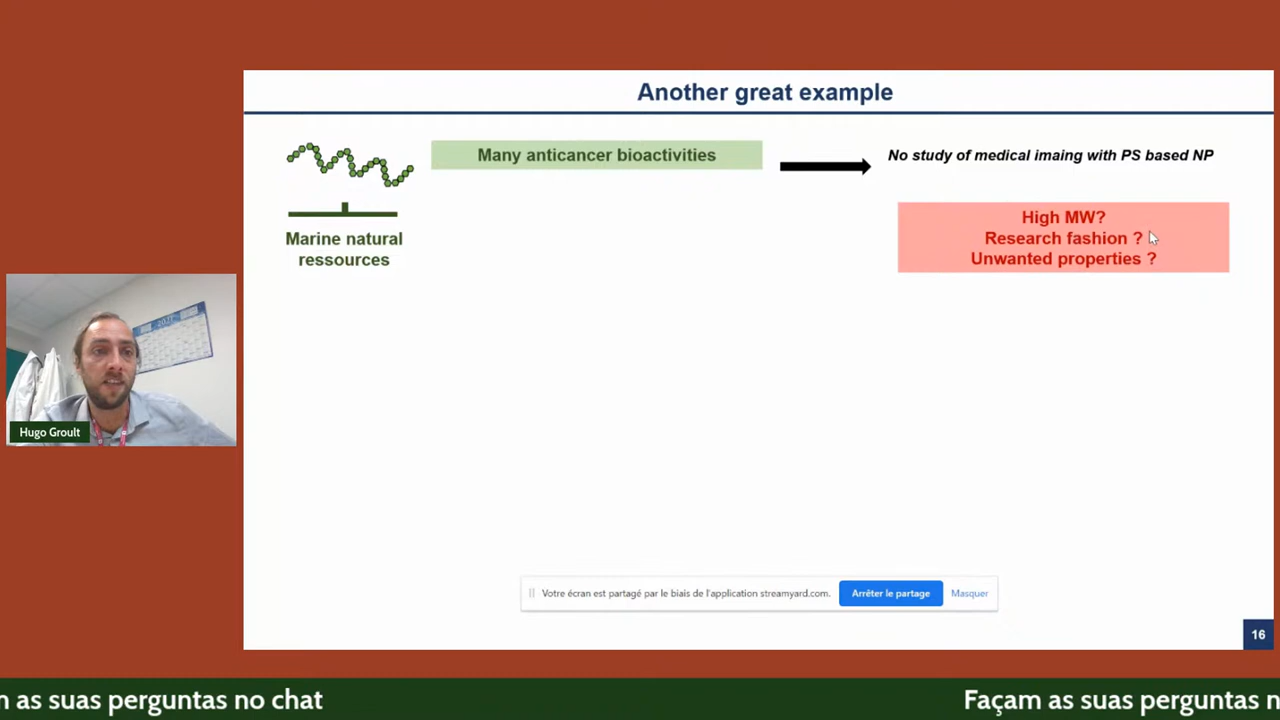 Another great example
Many anticancer bioactivities
No study of medical imaing with PS based NP
High MW?
Research fashion ?
Unwanted properties ?
Marine natural
ressources
Hugo Groult
Votre écran est partagé par le biais de l'application streamyard.com.
Arrêter le partage
Masquer
16
m as suas perguntas no chat
Façam as suas perguntas n